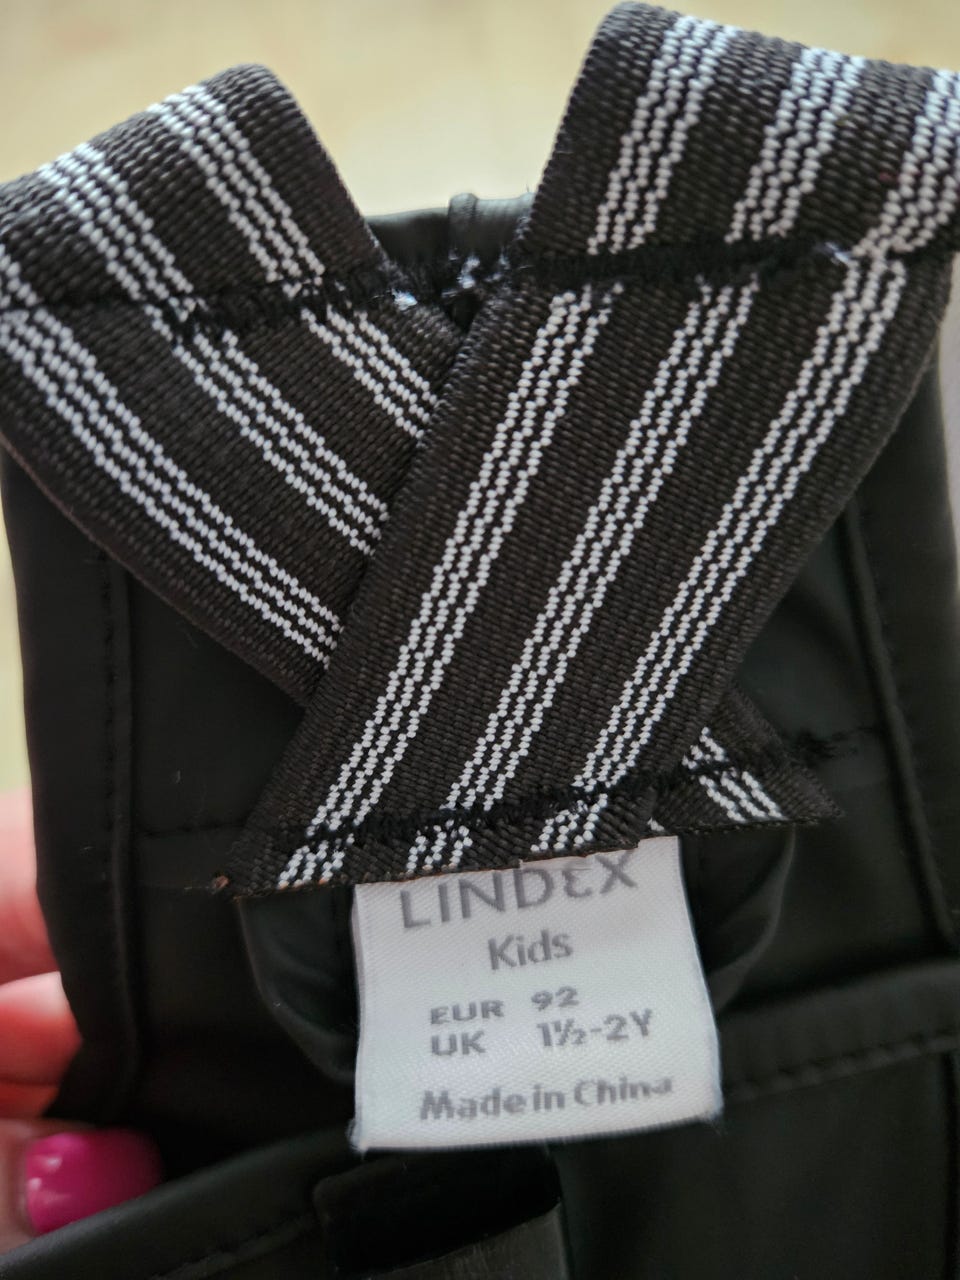 LINDEX
Kids
EUR 92
UK 1½-2Y
Made in China